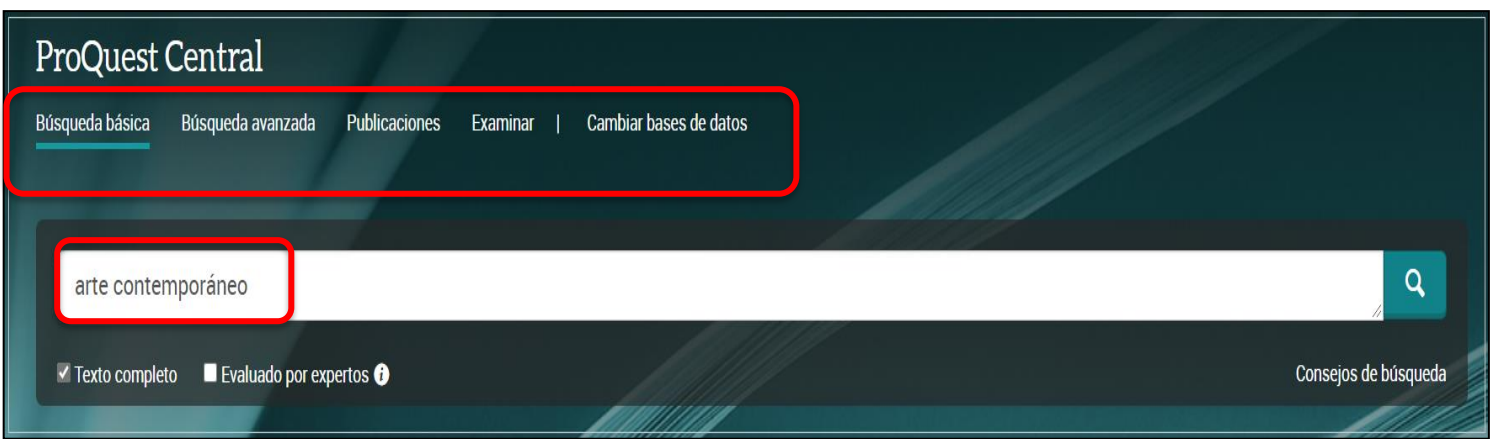 ProQuest Central
Búsqueda básica Búsqueda avanzada Publicaciones Examinar | Cambiar bases de datos
arte contemporáneo
Texto completo Evaluado por expertos i
Consejos de búsqueda